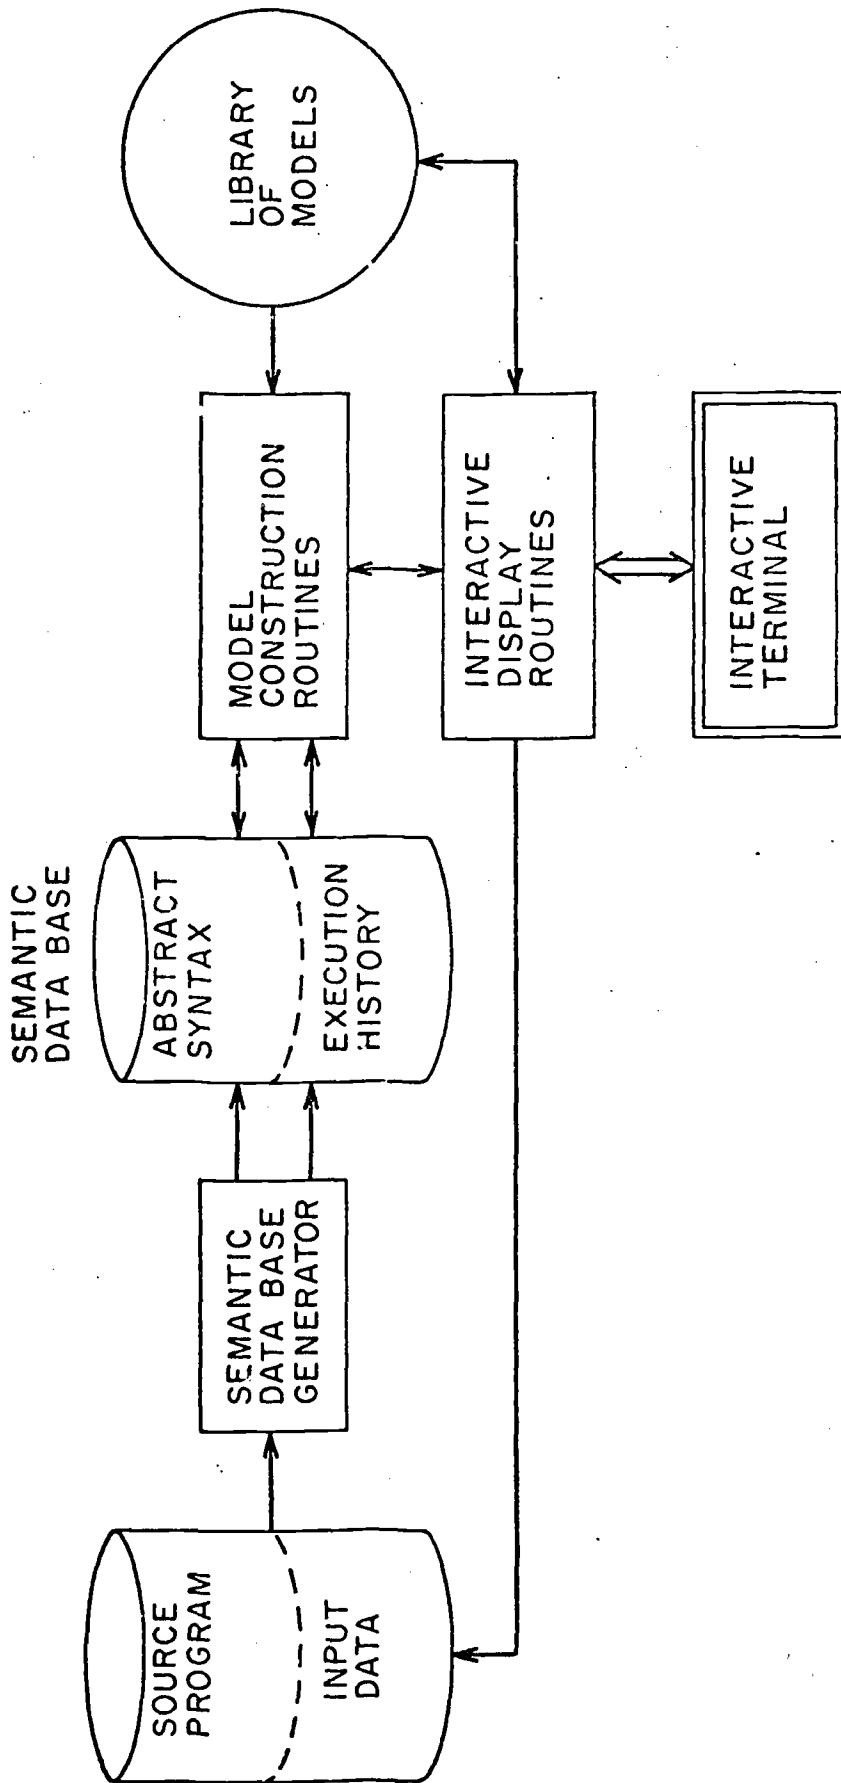 SOURCE
PROGRAM
INPUT
DATA
SEMANTIC
DATA BASE
GENERATOR
SEMANTIC
DATA BASE
ABSTRACT
SYNTAX
EXECUTION
HISTORY
MODEL
CONSTRUCTION
ROUTINES
INTERACTIVE
DISPLAY
ROUTINES
INTERACTIVE
TERMINAL
LIBRARY
OF
MODELS